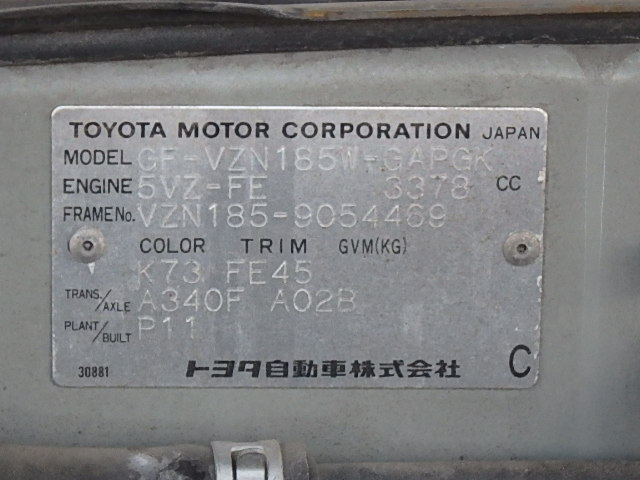 TOYOTA MOTOR CORPORATION JAPAN
MODEL GF-VZN185W-GAPGK
ENGINE 5VZ-FE 3378 CC
FRAME No. VZN185-9054469
COLOR TRIM GVM(KG)
K73 FE45
TRANS./AXLE A340F A02B
PLANT/BUILT P11
30881 トヨタ自動車株式会社 C